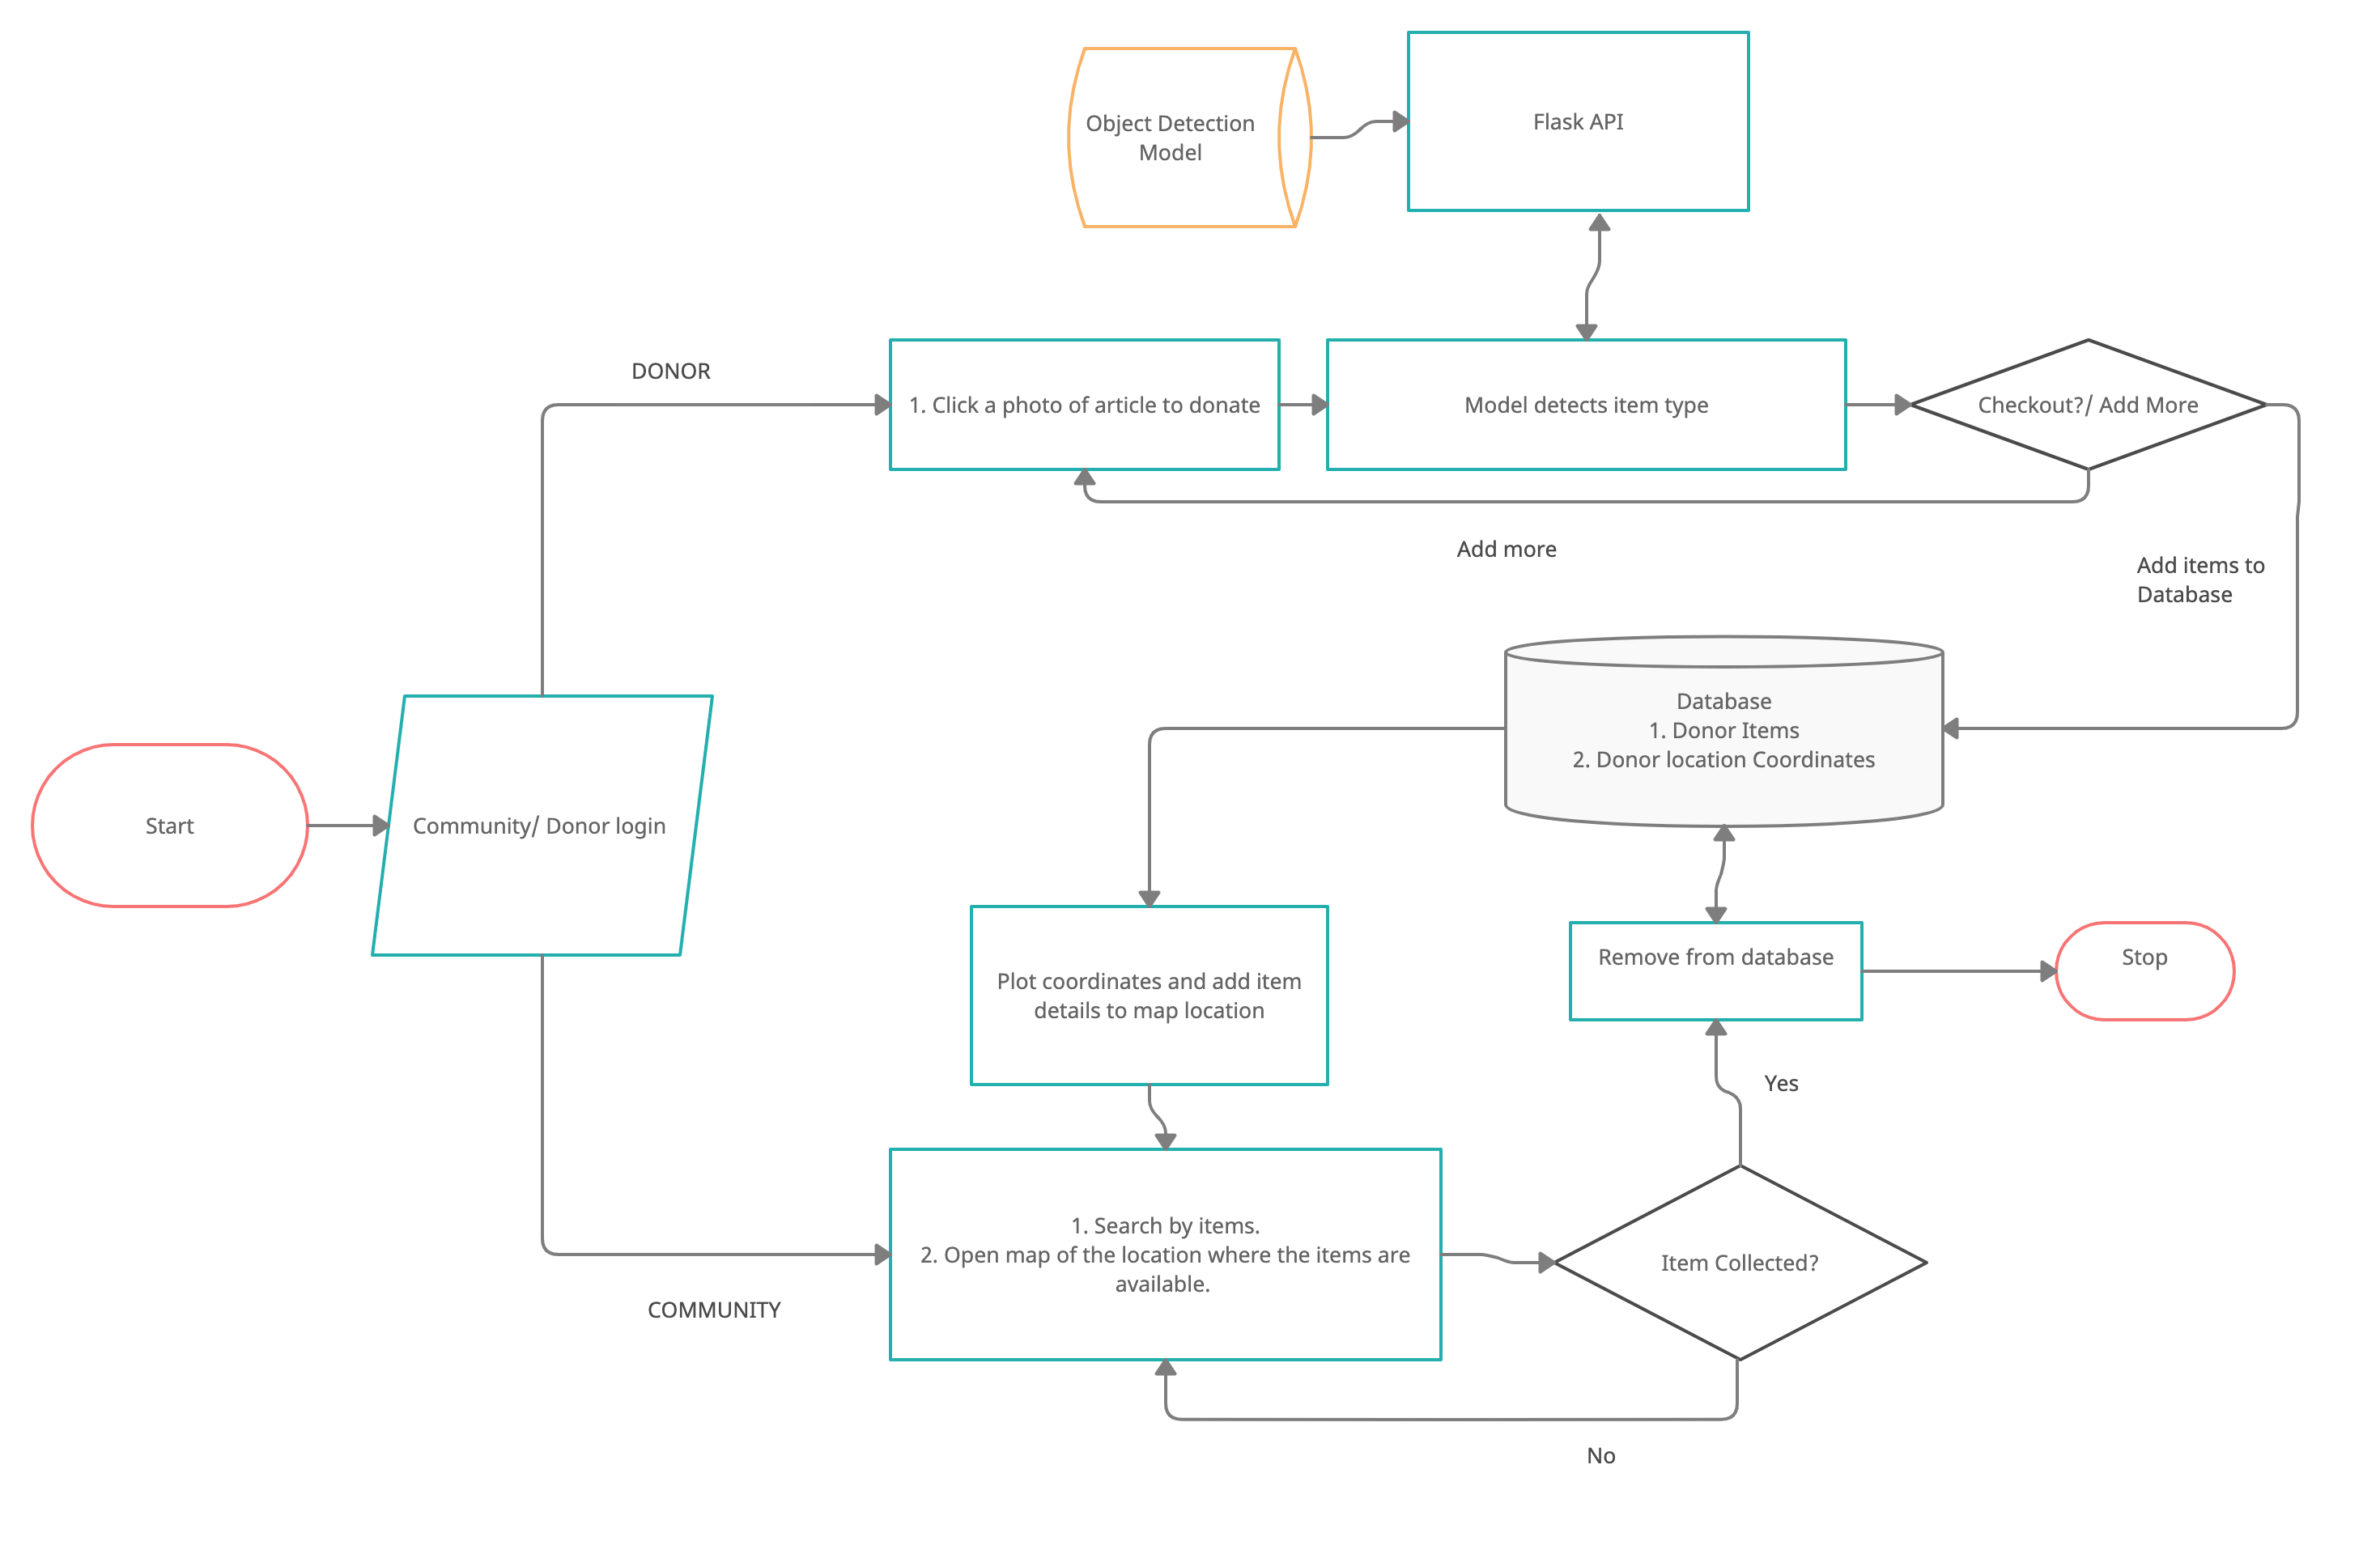 Object Detection
Model
Flask API
DONOR
1. Click a photo of article to donate
Model detects item type
Checkout?/ Add More
Add more
Add items to
Database
Database
1. Donor Items
2. Donor location Coordinates
Start
Community/ Donor login
Plot coordinates and add item
details to map location
Remove from database
Stop
Yes
1. Search by items.
2. Open map of the location where the items are
available.
Item Collected?
COMMUNITY
No